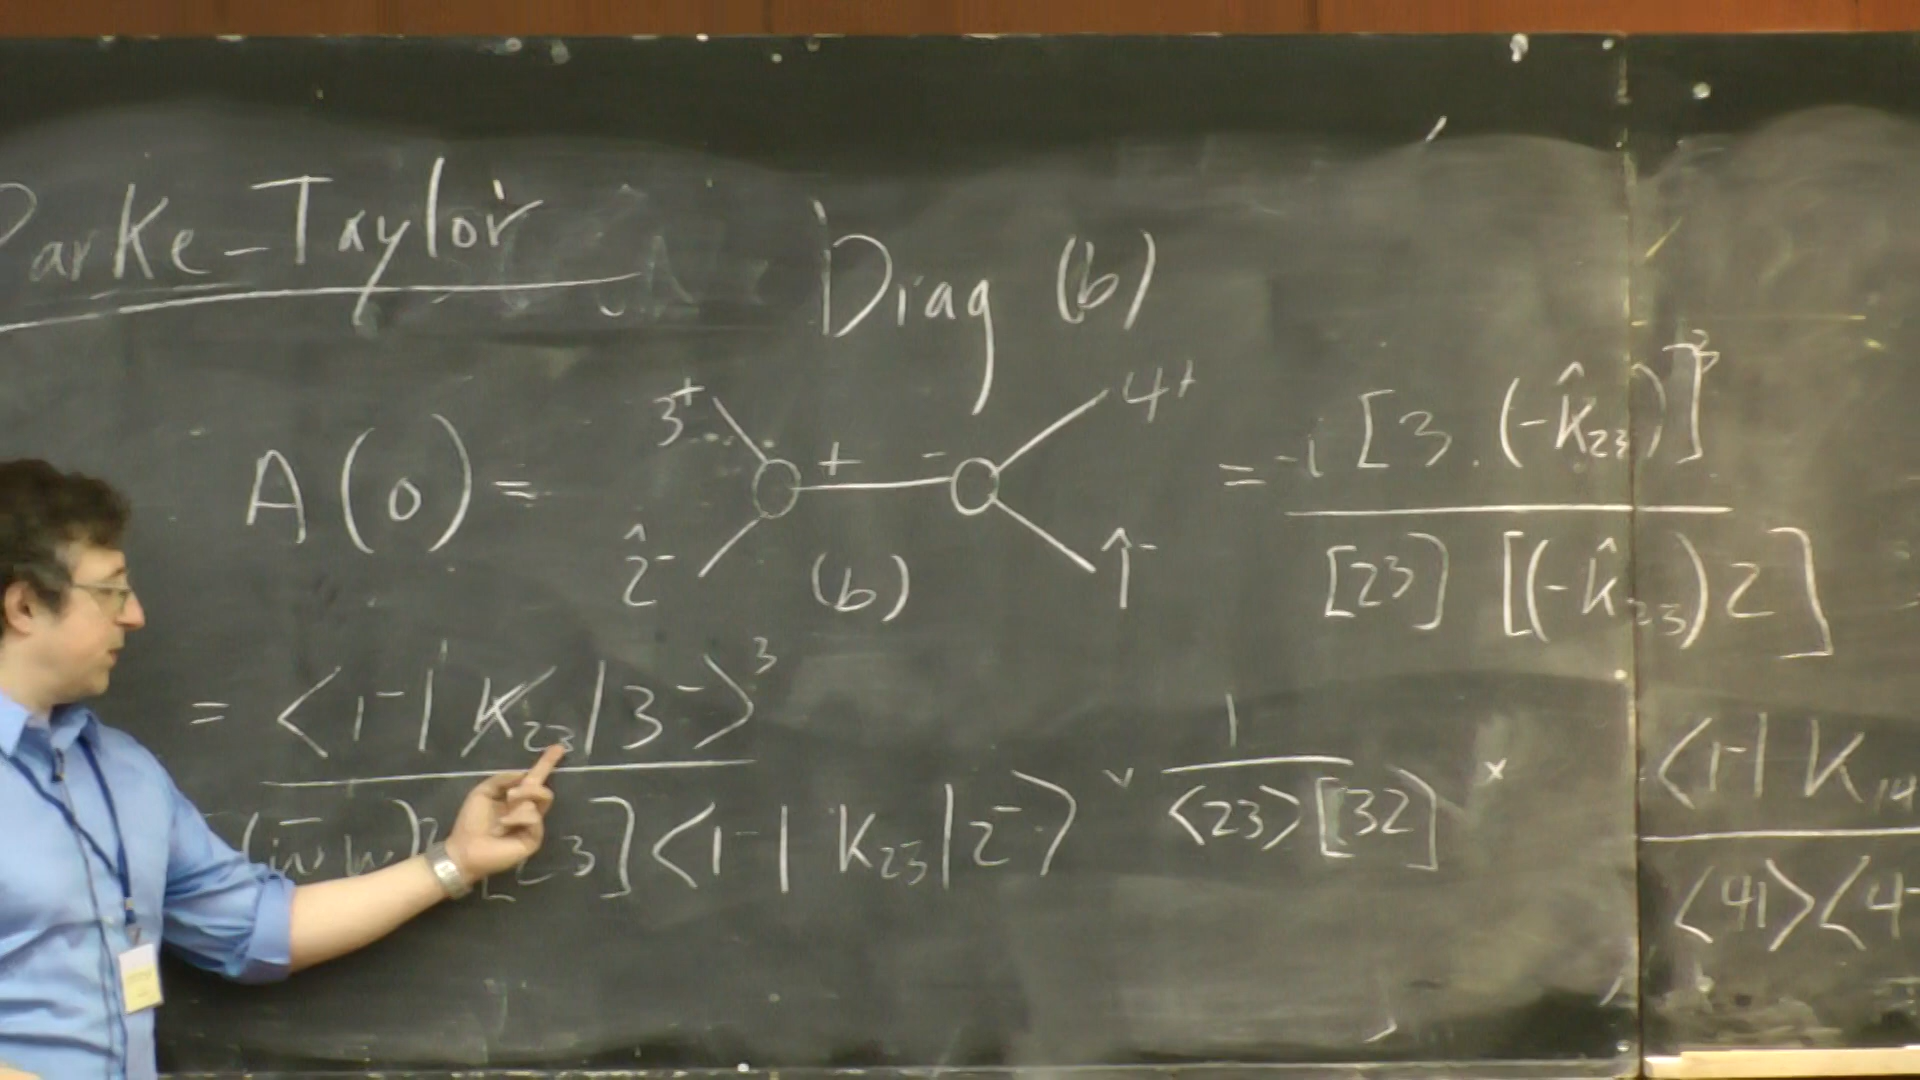 Parke-Taylor
Diag (b)
A(0) = 3⁺ 2̂⁻ + - (b) 4⁺ 1̂⁻ = -i [3 (-K̂₂₃)]³ / [23] [(-K̂₂₃) 2]
= <1⁻| K̸₂₃ |3⁻>³ / [23] <1⁻| K₂₃ |2⁻> × 1 / <23> [32] × <1⁻| K₁₄ / <41> <4⁻